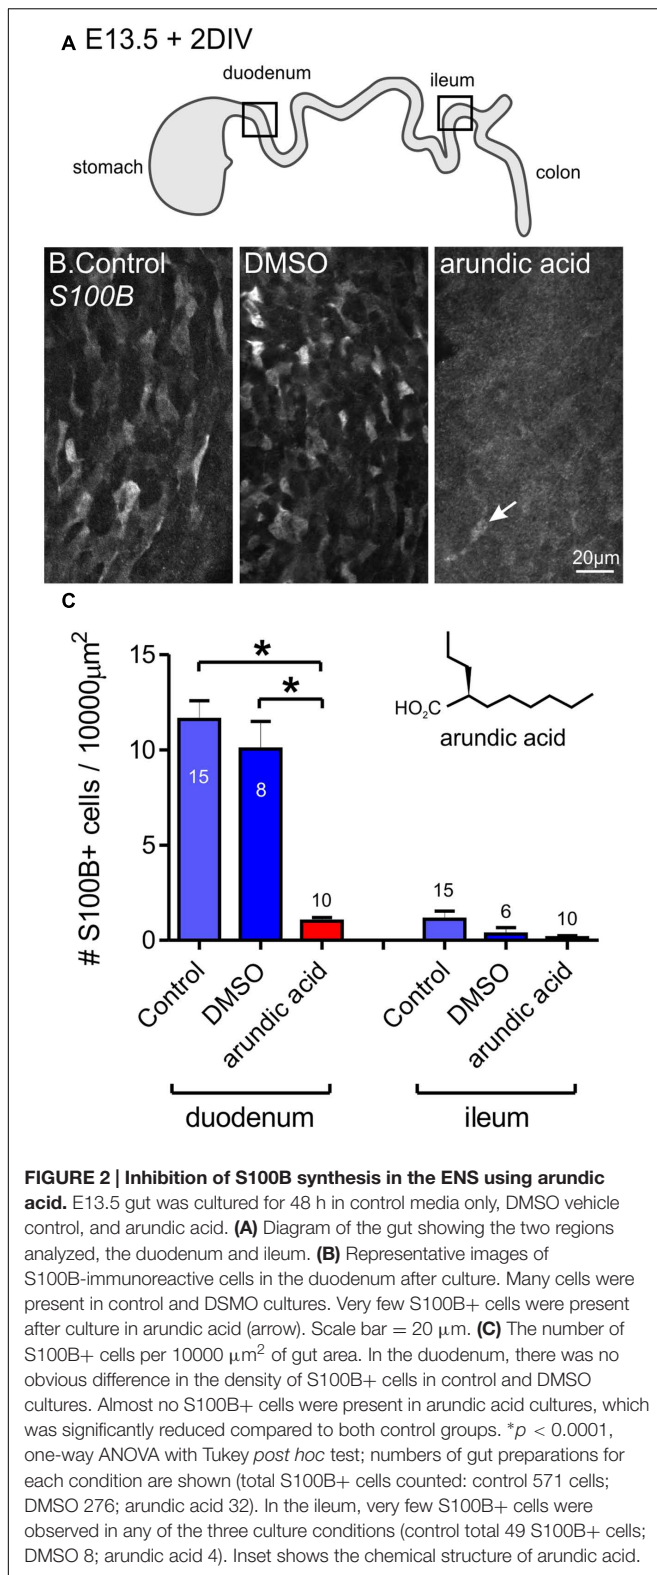 A E13.5 + 2DIV
duodenum
ileum
stomach
colon
B.Control
S100B
DMSO
arundic acid
20µm
C
# S100B+ cells / 10000µm²
15
10
5
0
*
*
15
8
10
15
6
10
HO₂C
arundic acid
Control
DMSO
arundic acid
Control
DMSO
arundic acid
duodenum
ileum
FIGURE 2 | Inhibition of S100B synthesis in the ENS using arundic
acid. E13.5 gut was cultured for 48 h in control media only, DMSO vehicle
control, and arundic acid. (A) Diagram of the gut showing the two regions
analyzed, the duodenum and ileum. (B) Representative images of
S100B-immunoreactive cells in the duodenum after culture. Many cells were
present in control and DSMO cultures. Very few S100B+ cells were present
after culture in arundic acid (arrow). Scale bar = 20 µm. (C) The number of
S100B+ cells per 10000 µm² of gut area. In the duodenum, there was no
obvious difference in the density of S100B+ cells in control and DMSO
cultures. Almost no S100B+ cells were present in arundic acid cultures, which
was significantly reduced compared to both control groups. *p < 0.0001,
one-way ANOVA with Tukey post hoc test; numbers of gut preparations for
each condition are shown (total S100B+ cells counted: control 571 cells;
DMSO 276; arundic acid 32). In the ileum, very few S100B+ cells were
observed in any of the three culture conditions (control total 49 S100B+ cells;
DMSO 8; arundic acid 4). Inset shows the chemical structure of arundic acid.